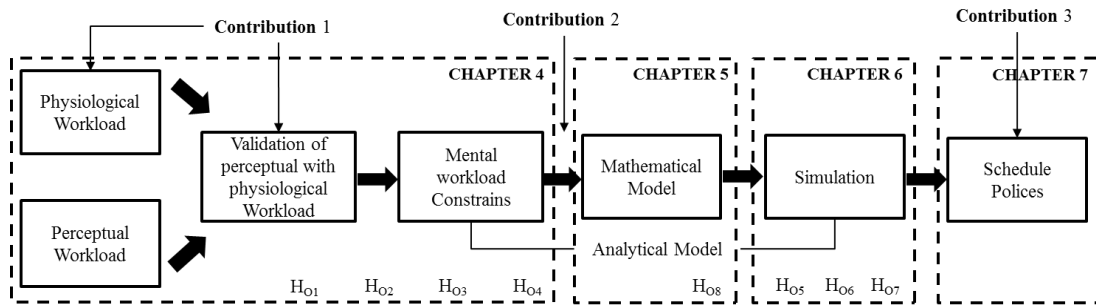 Contribution 1
Contribution 2
Contribution 3
CHAPTER 4
CHAPTER 5
CHAPTER 6
CHAPTER 7
Physiological
Workload
Perceptual
Workload
Validation of
perceptual with
physiological
Workload
Mental
workload
Constrains
Mathematical
Model
Simulation
Schedule
Polices
Analytical Model
HO1 HO2 HO3 HO4
HO8
HO5 HO6 HO7